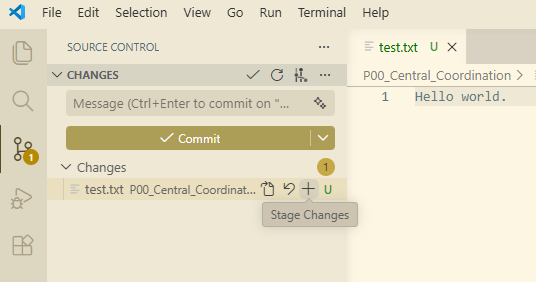 File Edit Selection View Go Run Terminal Help
SOURCE CONTROL
CHANGES
Message (Ctrl+Enter to commit on "...
Commit
Changes 1
test.txt P00_Central_Coordinat... U
Stage Changes
1
test.txt U
P00_Central_Coordination
1 Hello world.